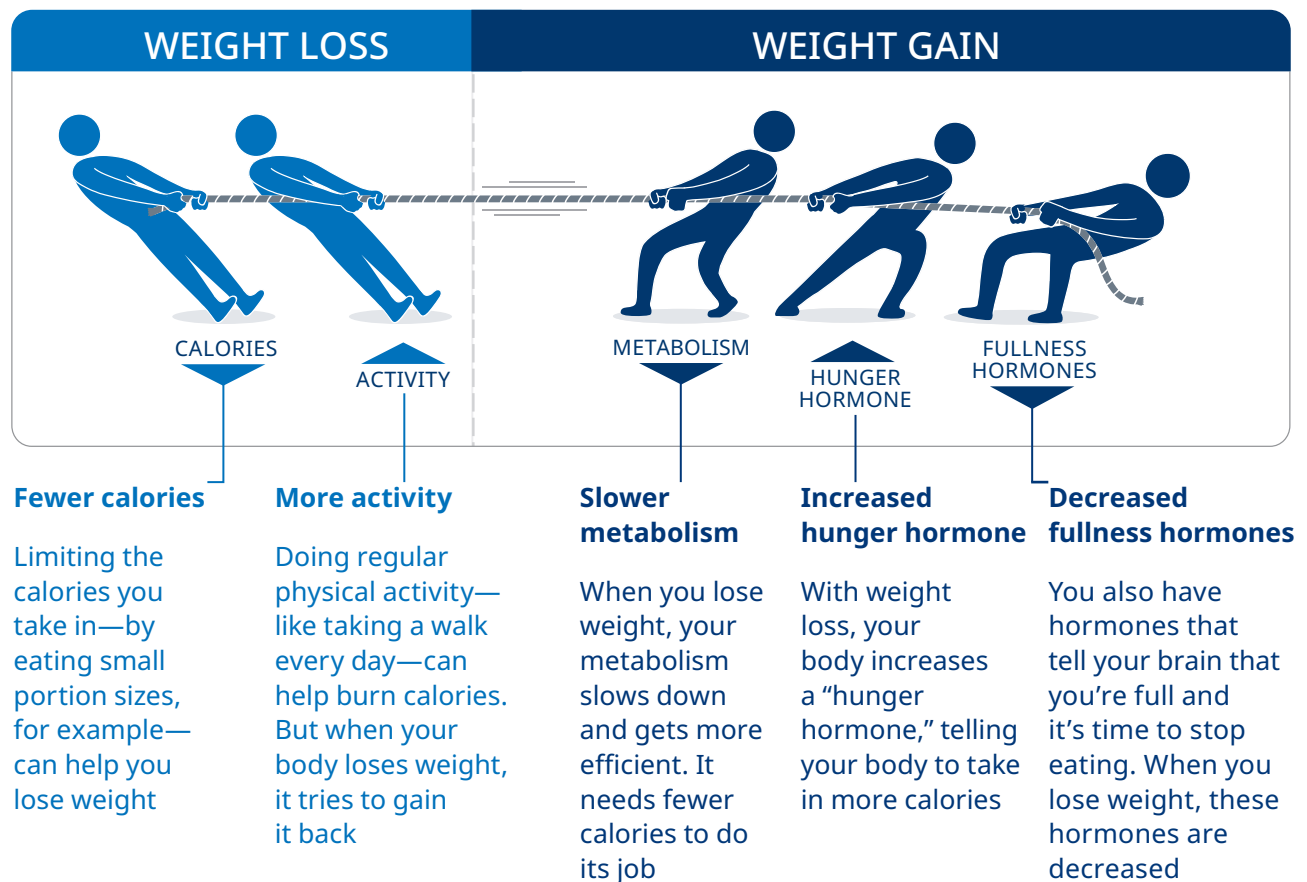 WEIGHT LOSS
WEIGHT GAIN
CALORIES
ACTIVITY
METABOLISM
HUNGER
HORMONE
FULLNESS
HORMONES
Fewer calories
Limiting the
calories you
take in—by
eating small
portion sizes,
for example—
can help you
lose weight
More activity
Doing regular
physical activity—
like taking a walk
every day—can
help burn calories.
But when your
body loses weight,
it tries to gain
it back
Slower
metabolism
When you lose
weight, your
metabolism
slows down
and gets more
efficient. It
needs fewer
calories to do
its job
Increased
hunger hormone
With weight
loss, your
body increases
a “hunger
hormone,” telling
your body to take
in more calories
Decreased
fullness hormones
You also have
hormones that
tell your brain that
you’re full and
it’s time to stop
eating. When you
lose weight, these
hormones are
decreased